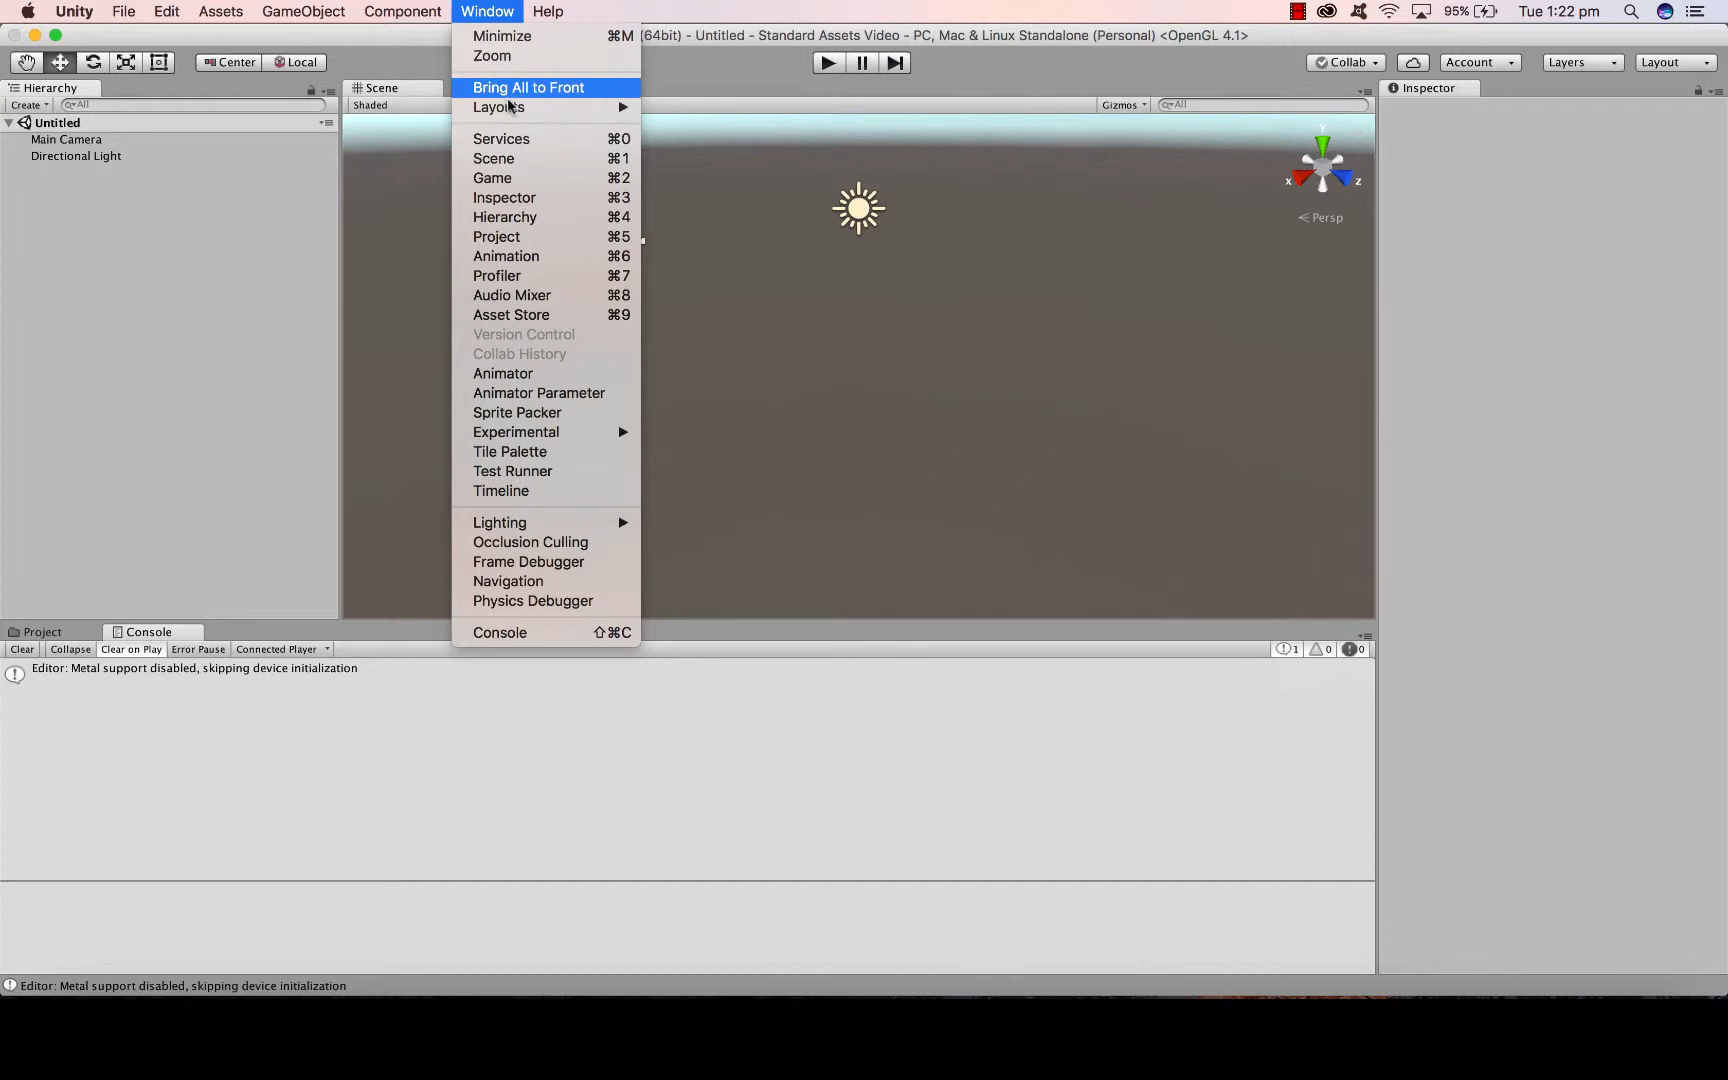 Unity File Edit Assets GameObject Component Window Help 95% Tue 1:22 pm
(64bit) - Untitled - Standard Assets Video - PC, Mac & Linux Standalone (Personal) <OpenGL 4.1>
Center Local Collab Account Layers Layout
Hierarchy
Create All
Untitled
Main Camera
Directional Light
Scene
Shaded
Gizmos All
Minimize ⌘M
Zoom
Bring All to Front
Layouts
Services ⌘0
Scene ⌘1
Game ⌘2
Inspector ⌘3
Hierarchy ⌘4
Project ⌘5
Animation ⌘6
Profiler ⌘7
Audio Mixer ⌘8
Asset Store ⌘9
Version Control
Collab History
Animator
Animator Parameter
Sprite Packer
Experimental
Tile Palette
Test Runner
Timeline
Lighting
Occlusion Culling
Frame Debugger
Navigation
Physics Debugger
Console ⇧⌘C
y
x z
Persp
Inspector
Project Console
Clear Collapse Clear on Play Error Pause Connected Player 1 0 0
Editor: Metal support disabled, skipping device initialization
Editor: Metal support disabled, skipping device initialization